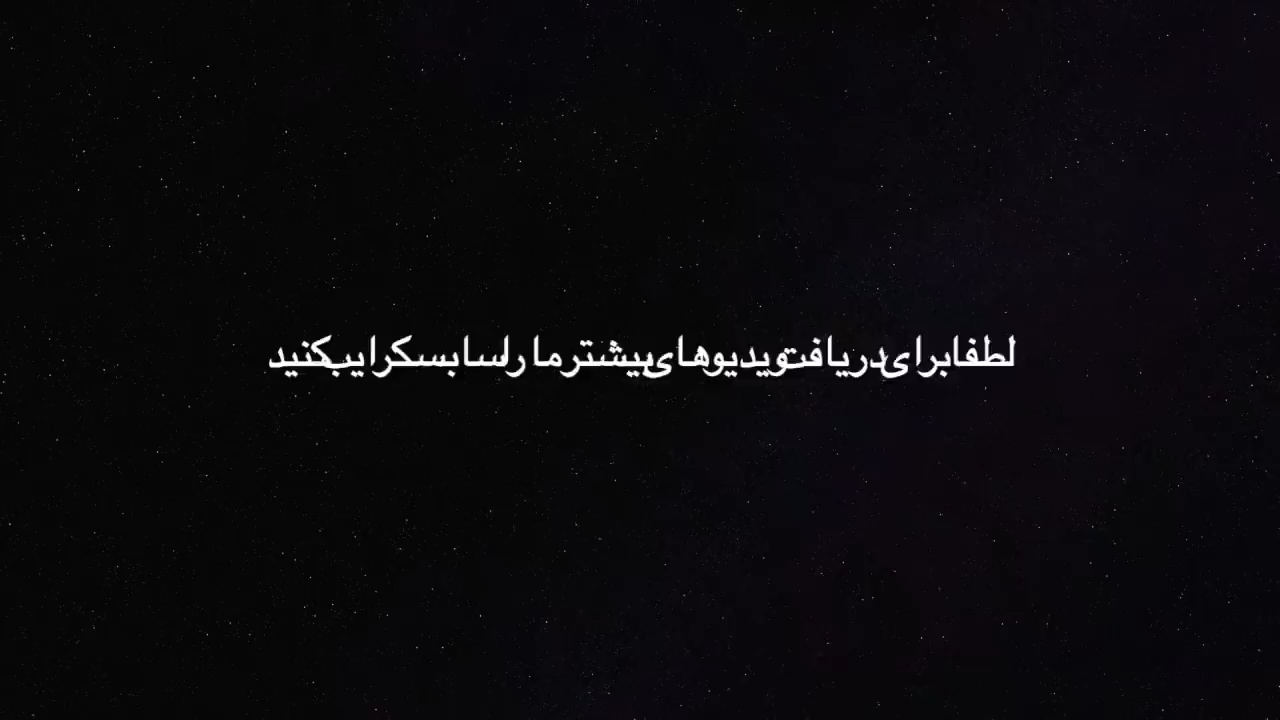 لطفا برای دریافت ویدیوهای بیشتر ما را سابسکرایب کنید